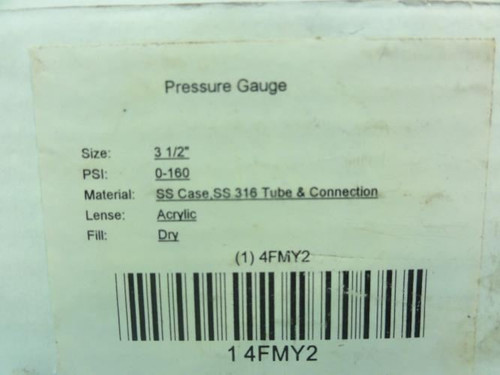 Pressure Gauge
Size: 3 1/2"
PSI: 0-160
Material: SS Case,SS 316 Tube & Connection
Lense: Acrylic
Fill: Dry
(1) 4FMY2
1 4FMY2